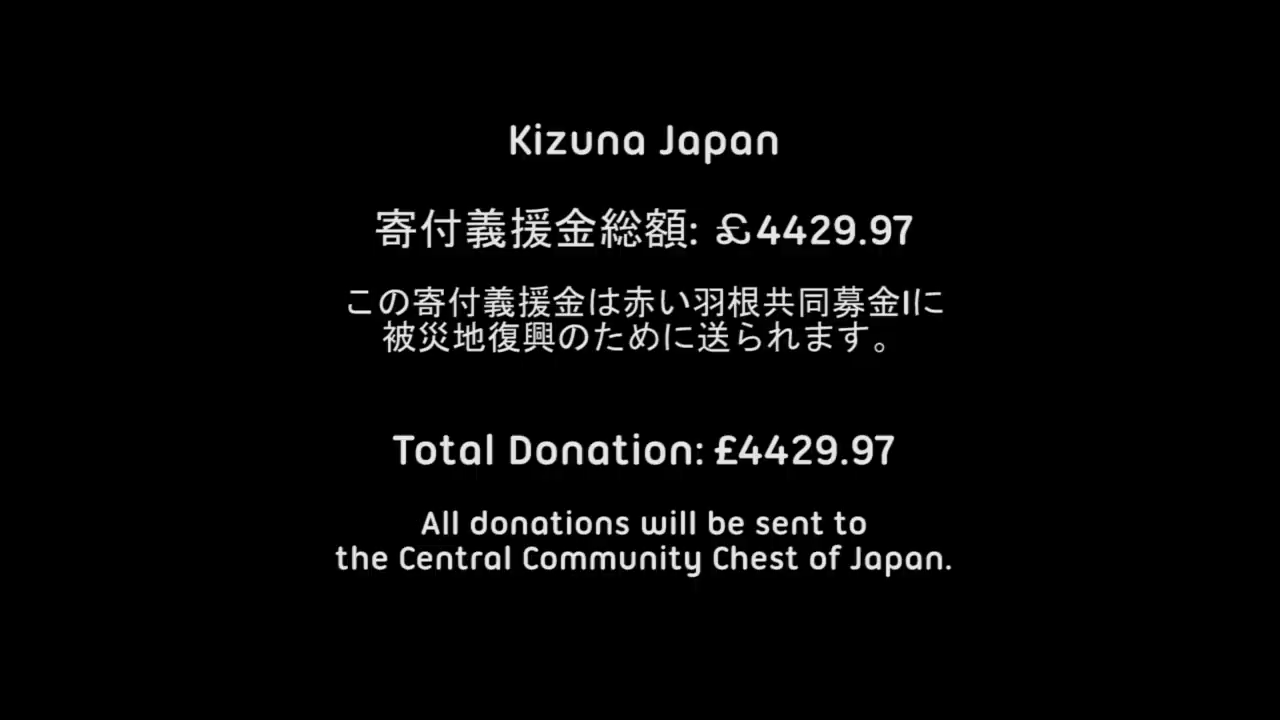 Kizuna Japan
寄付義援金総額: £4429.97
この寄付義援金は赤い羽根共同募金Iに
被災地復興のために送られます。
Total Donation: £4429.97
All donations will be sent to
the Central Community Chest of Japan.